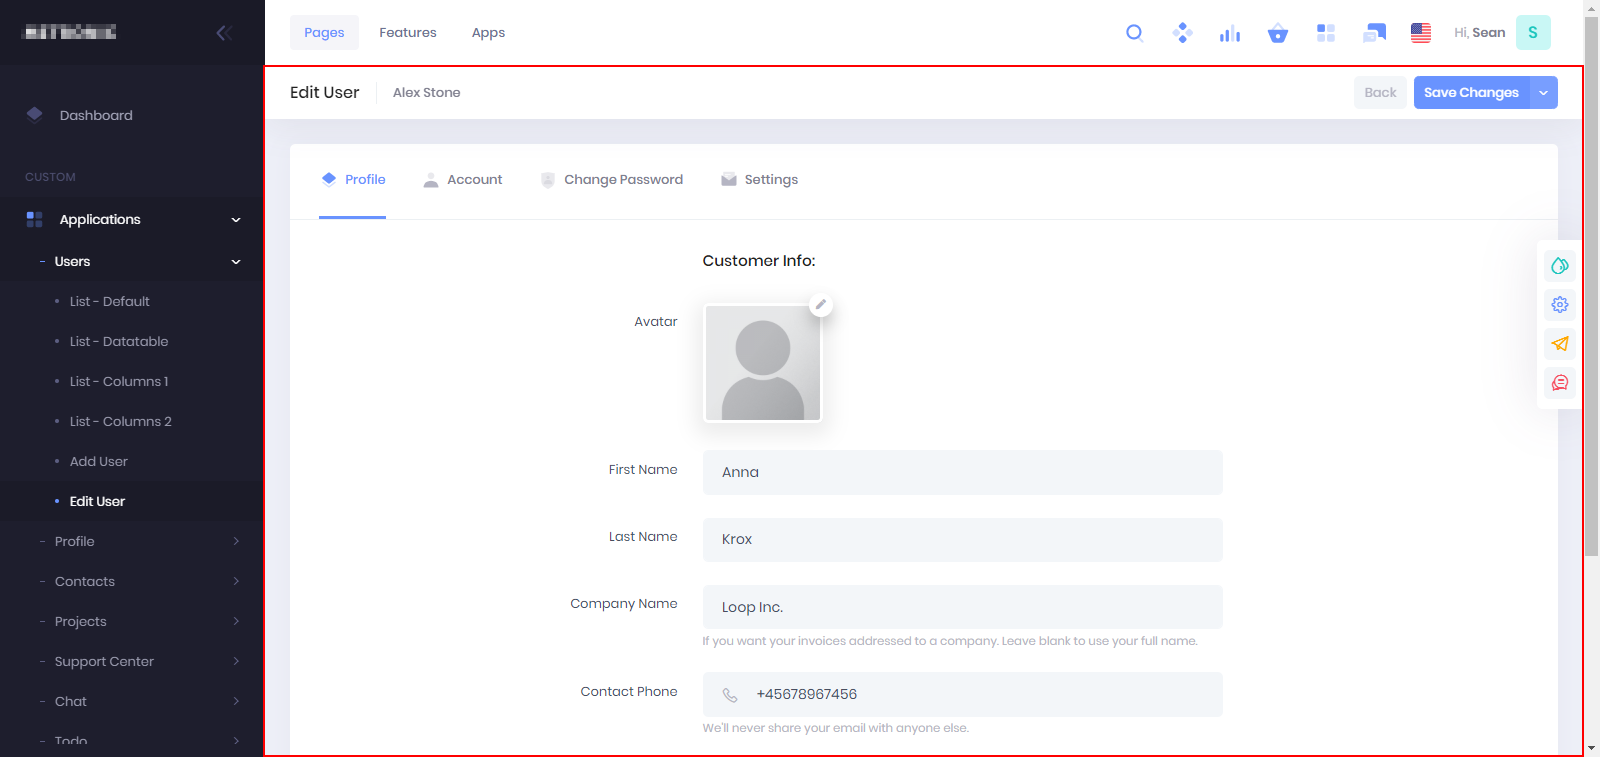 Pages
Features
Apps
Hi, Sean
S
Edit User
Alex Stone
Back
Save Changes
Dashboard
CUSTOM
Applications
- Users
List - Default
List - Datatable
List - Columns 1
List - Columns 2
Add User
Edit User
- Profile
- Contacts
- Projects
- Support Center
- Chat
- Todo
Profile
Account
Change Password
Settings
Customer Info:
Avatar
First Name
Anna
Last Name
Krox
Company Name
Loop Inc.
If you want your invoices addressed to a company. Leave blank to use your full name.
Contact Phone
+45678967456
We'll never share your email with anyone else.